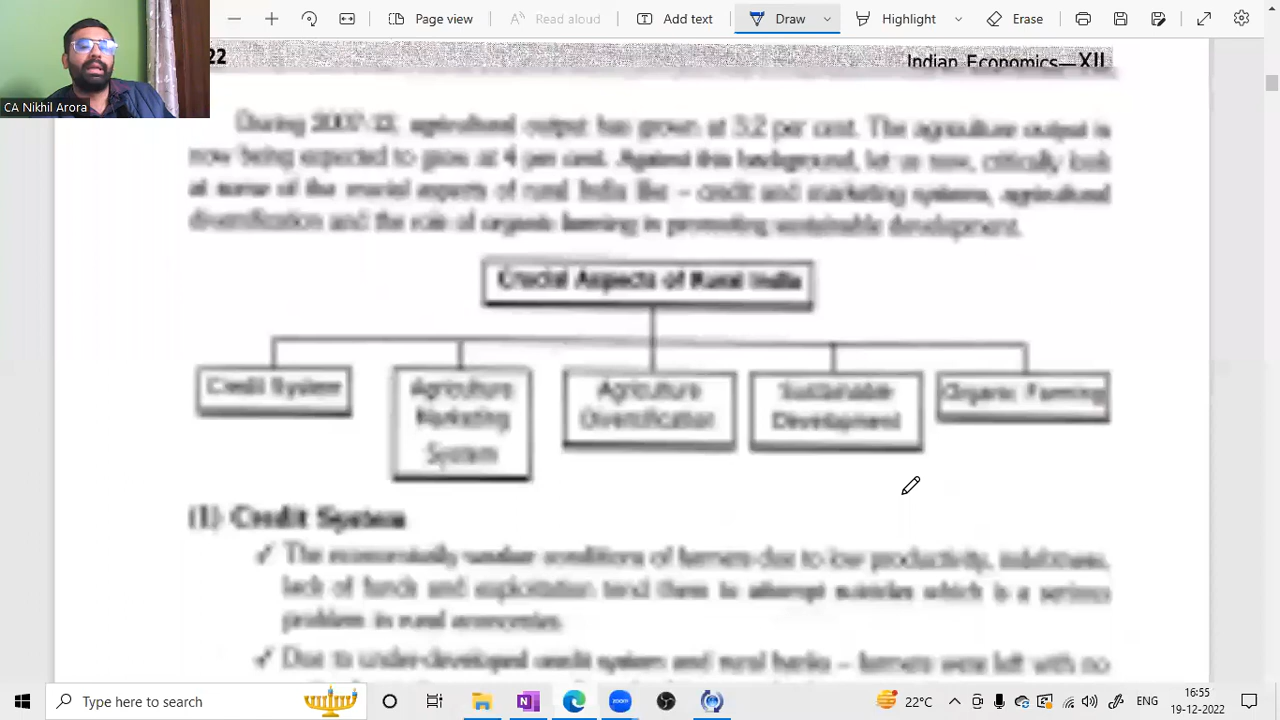 Page view
Read aloud
Add text
Draw
Highlight
Erase
22
Indian Economics—XII
CA Nikhil Arora
During 2007-12, agricultural output has grown at 3.2 per cent. The agriculture output is
now being expected to grow at 4 per cent. Against this background, let us now, critically look
at some of the crucial aspects of rural India like – credit and marketing systems, agricultural
diversification and the role of organic farming in promoting sustainable development.
Crucial Aspects of Rural India
Credit System
Agriculture
Marketing
System
Agriculture
Diversification
Sustainable
Development
Organic Farming
(1) Credit System
✓ The economically weaker conditions of farmers due to low productivity,
lack of funds and exploitation tend them to attempt suicides which is a serious
problem in rural economies.
✓ Due to under-developed credit system and rural banks – farmers were left with no
Type here to search
22°C
ENG
16:55
19-12-2022